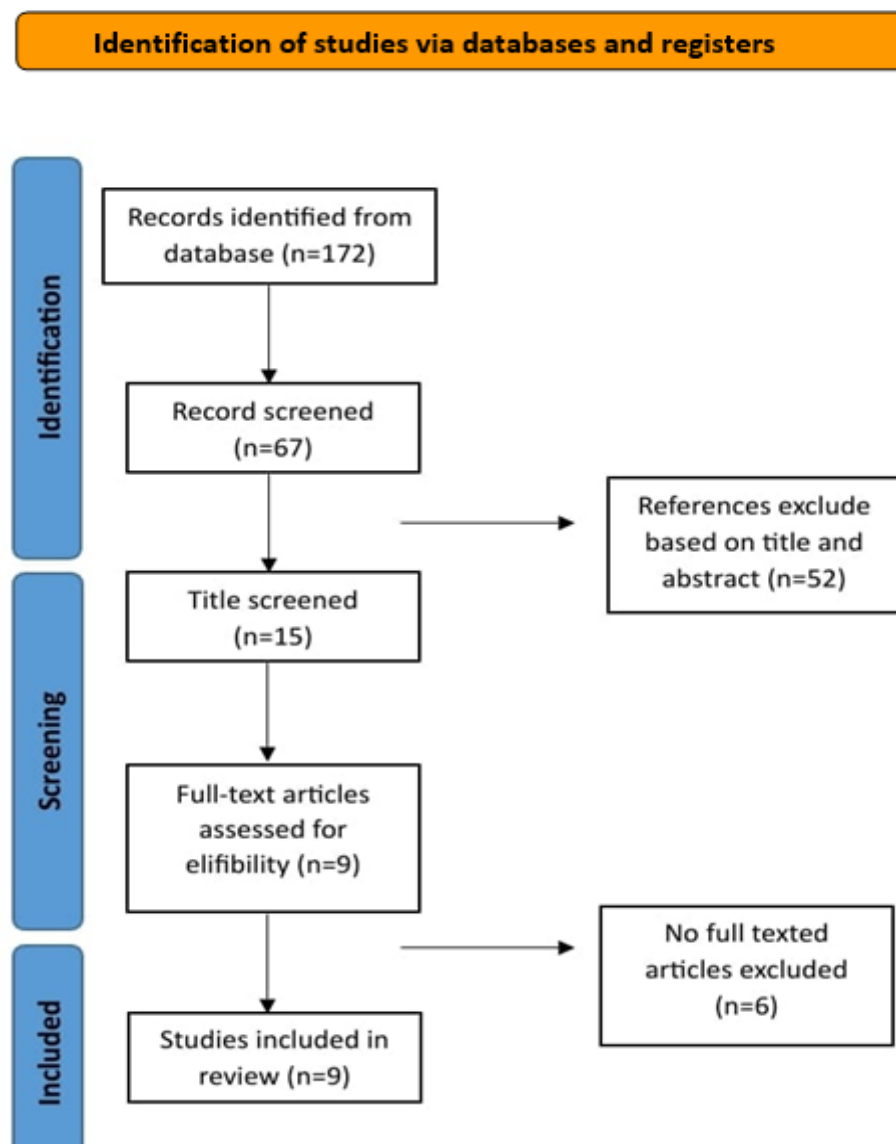 Identification of studies via databases and registers
Identification
Records identified from
database (n=172)
Record screened
(n=67)
References exclude
based on title and
abstract (n=52)
Screening
Title screened
(n=15)
Full-text articles
assessed for
elifibility (n=9)
No full texted
articles excluded
(n=6)
Included
Studies included in
review (n=9)